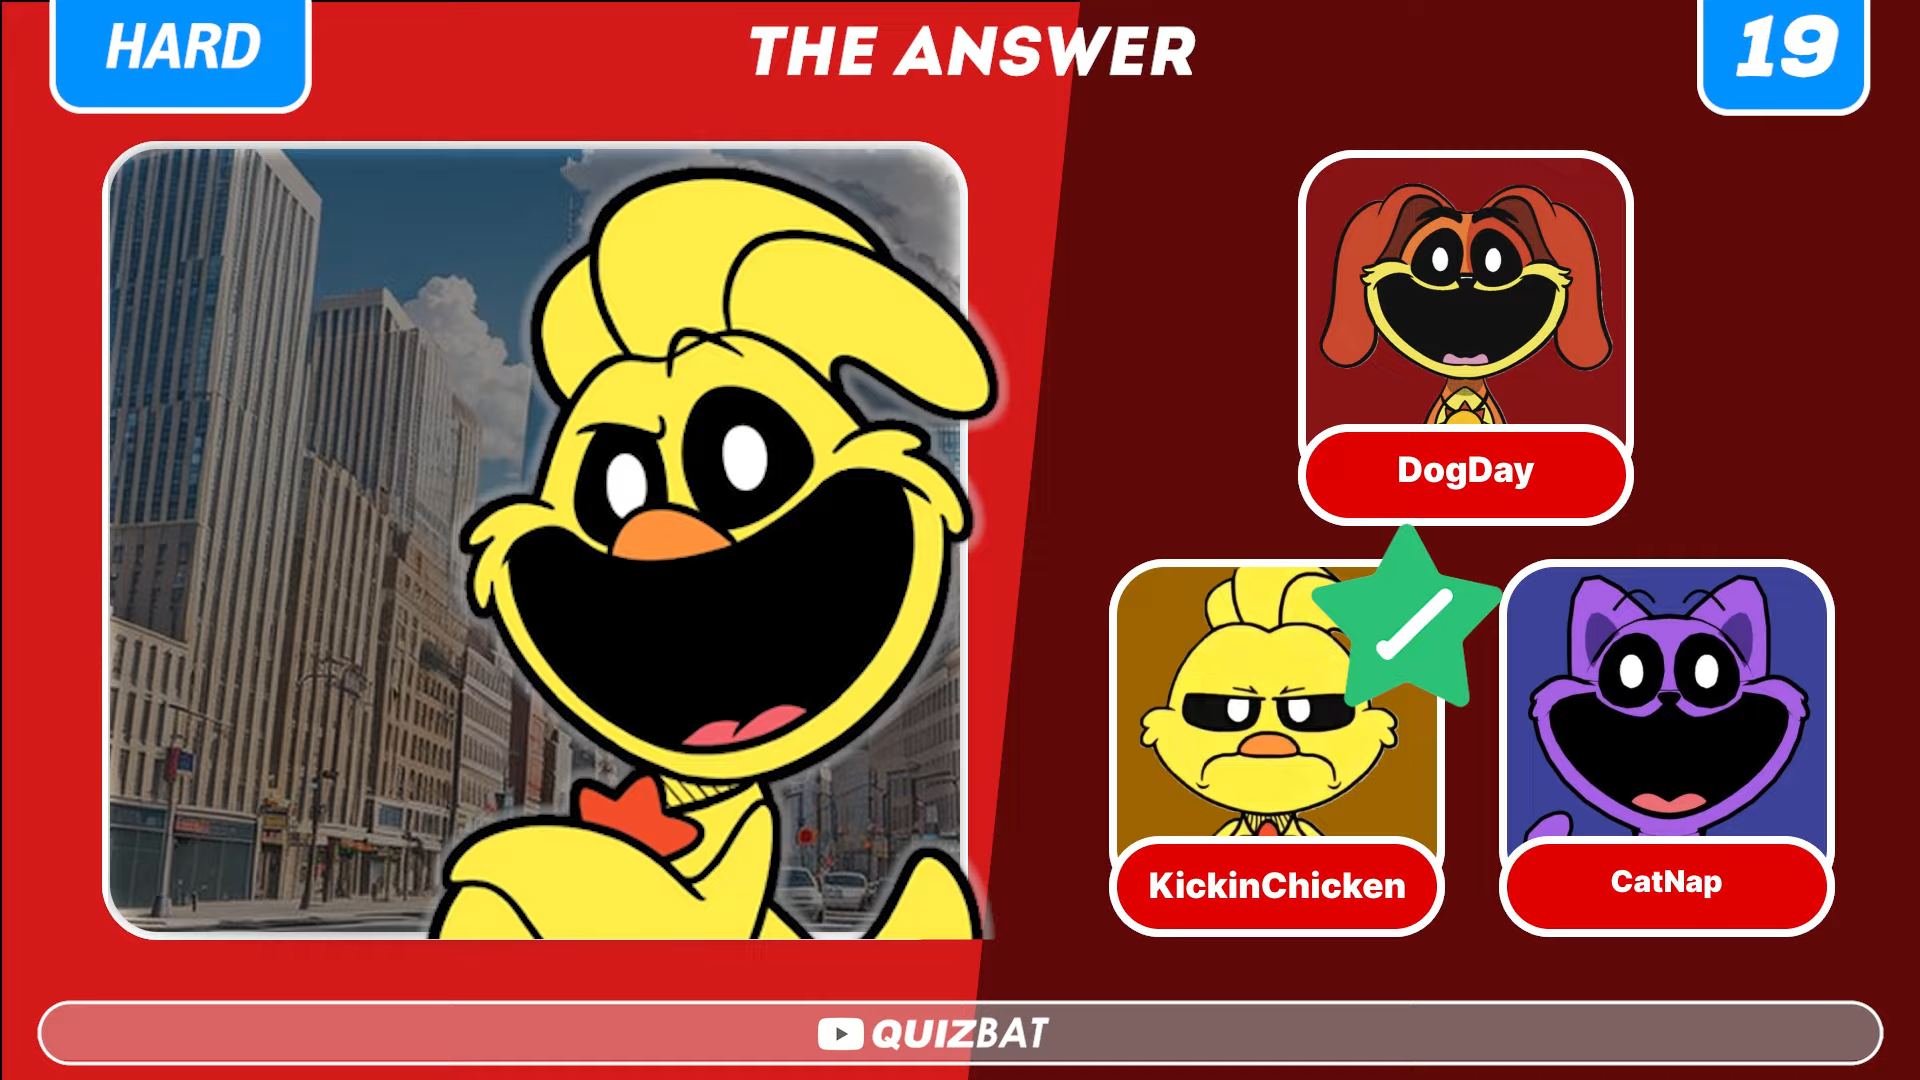 HARD
THE ANSWER
19
DogDay
KickinChicken
CatNap
QUIZBAT